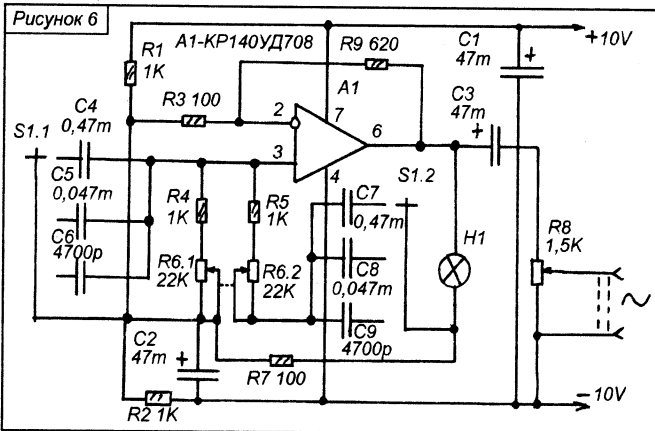 Рисунок 6
R1
1K
A1-КР140УД708
R9 620
C1
47m
+10V
A1
R3 100
2
7
C3
47m
S1.1
C4
0,47m
3
6
4
S1.2
C5
0,047m
R4
1K
R5
1K
C7
0,47m
C6
4700p
H1
R8
1,5K
R6.1
22K
R6.2
22K
C8
0,047m
C2
47m
C9
4700p
R7 100
R2 1K
-10V